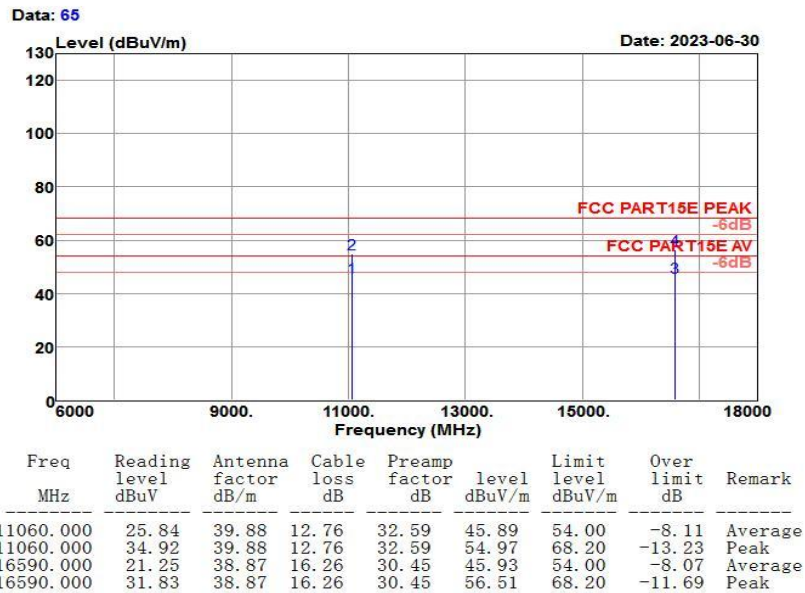 Data: 65
Level (dBuV/m) Date: 2023-06-30
130
120
100
80
FCC PART15E PEAK
-6dB
60
2
4
FCC PART15E AV
-6dB
1
3
40
20
0
6000 9000. 11000. 13000. 15000. 18000
Frequency (MHz)
Freq Reading Antenna Cable Preamp Limit Over
level factor loss factor level level limit Remark
MHz dBuV dB/m dB dB dBuV/m dBuV/m dB
11060.000 25.84 39.88 12.76 32.59 45.89 54.00 -8.11 Average
11060.000 34.92 39.88 12.76 32.59 54.97 68.20 -13.23 Peak
16590.000 21.25 38.87 16.26 30.45 45.93 54.00 -8.07 Average
16590.000 31.83 38.87 16.26 30.45 56.51 68.20 -11.69 Peak